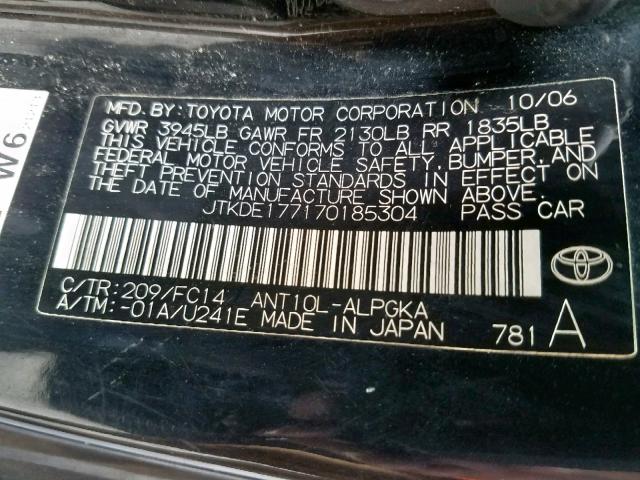 MFD.BY:TOYOTA MOTOR CORPORATION 10/06
GVWR 3945LB GAWR FR 2130LB RR 1835LB
THIS VEHICLE CONFORMS TO ALL APPLICABLE
FEDERAL MOTOR VEHICLE SAFETY, BUMPER, AND
THEFT PREVENTION STANDARDS IN EFFECT ON
THE DATE OF MANUFACTURE SHOWN ABOVE.
JTKDE177170185304 PASS CAR
C/TR:209/FC14 ANT10L-ALPGKA
A/TM:-01A/U241E MADE IN JAPAN 781 A
W6